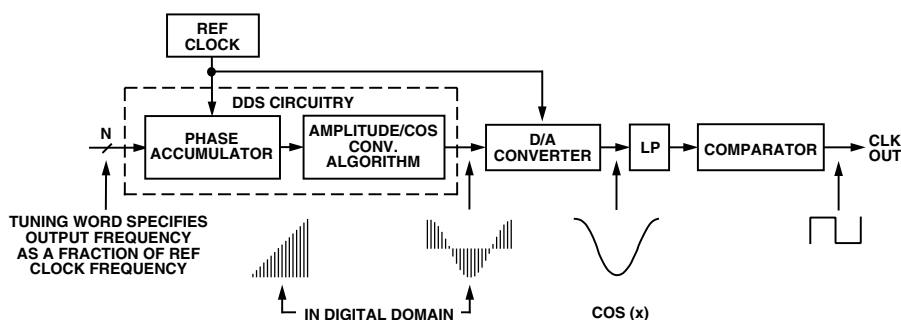 REF
CLOCK
DDS CIRCUITRY
N
PHASE
ACCUMULATOR
AMPLITUDE/COS
CONV.
ALGORITHM
D/A
CONVERTER
LP
COMPARATOR
CLK
OUT
TUNING WORD SPECIFIES
OUTPUT FREQUENCY
AS A FRACTION OF REF
CLOCK FREQUENCY
IN DIGITAL DOMAIN
COS (x)